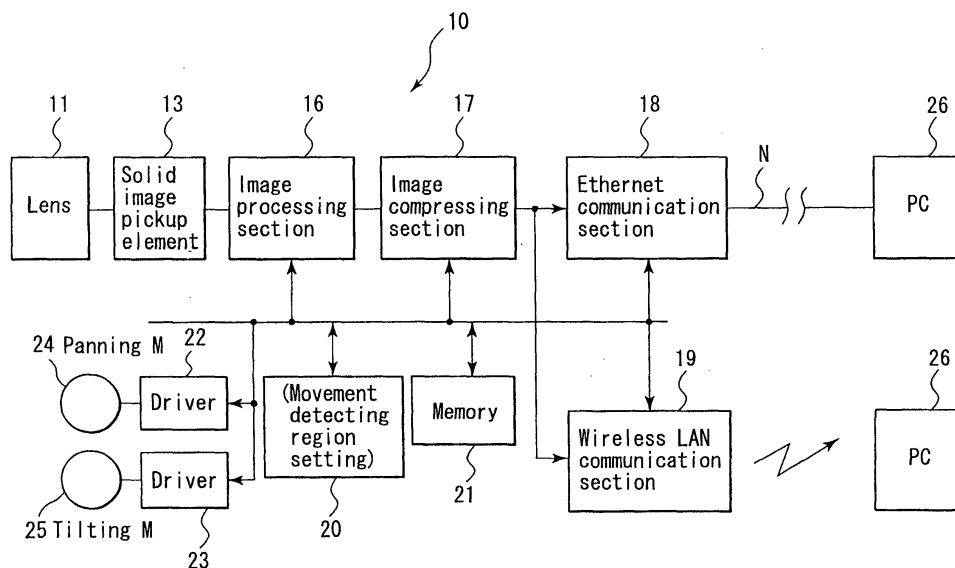 10
11
13
16
17
18
26
N
Lens
Solid
image
pickup
element
Image
processing
section
Image
compressing
section
Ethernet
communication
section
PC
24 Panning M
22
Driver
(Movement
detecting
region
setting)
Memory
21
19
Wireless LAN
communication
section
26
PC
25 Tilting M
Driver
23
20